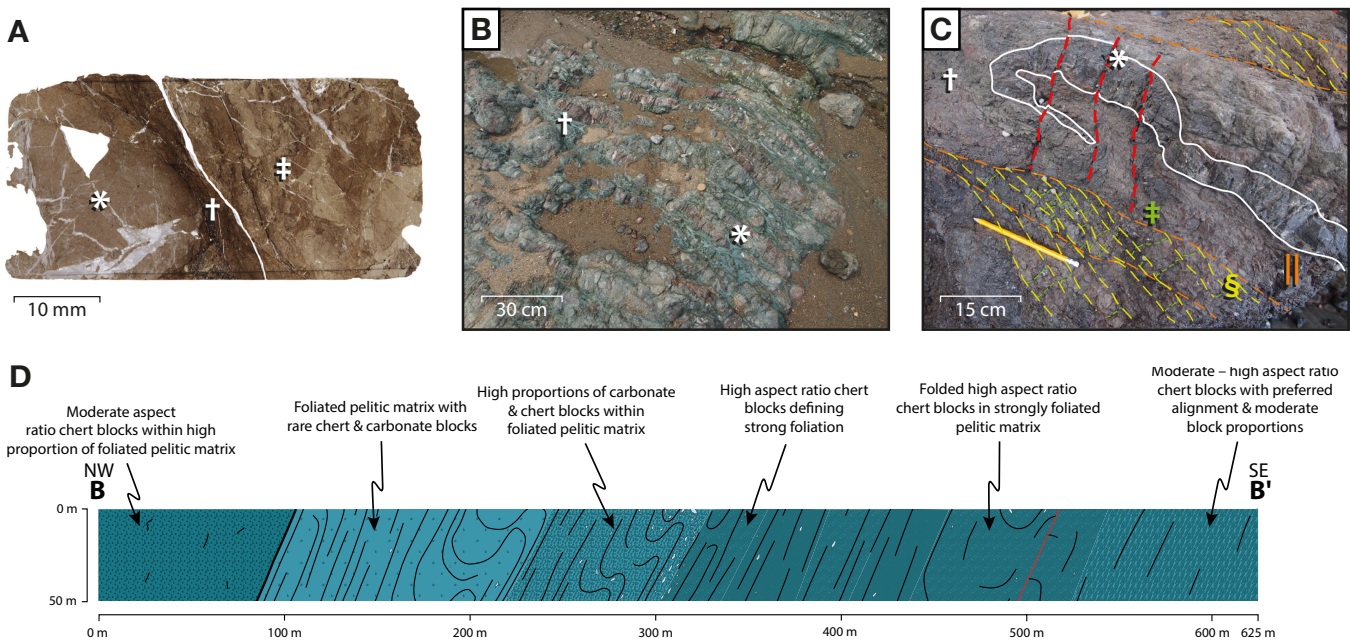 A
B
C
*
†
‡
†
*
†
*
‡
§
||
10 mm
30 cm
15 cm
D
Moderate aspect
ratio chert blocks within high
proportion of foliated pelitic matrix
Foliated pelitic matrix with
rare chert & carbonate blocks
High proportions of carbonate
& chert blocks within
foliated pelitic matrix
High aspect ratio chert
blocks defining
strong foliation
Folded high aspect ratio
chert blocks in strongly foliated
pelitic matrix
Moderate – high aspect ratio
chert blocks with preferred
alignment & moderate
block proportions
NW
B
SE
B'
0 m
50 m
0 m
100 m
200 m
300 m
400 m
500 m
600 m
625 m